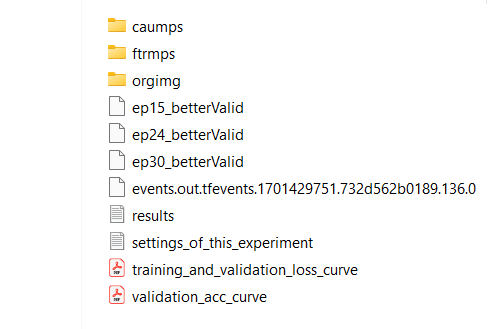 caumps
ftrmps
orgimg
ep15_betterValid
ep24_betterValid
ep30_betterValid
events.out.tfevents.1701429751.732d562b0189.136.0
results
settings_of_this_experiment
training_and_validation_loss_curve
validation_acc_curve